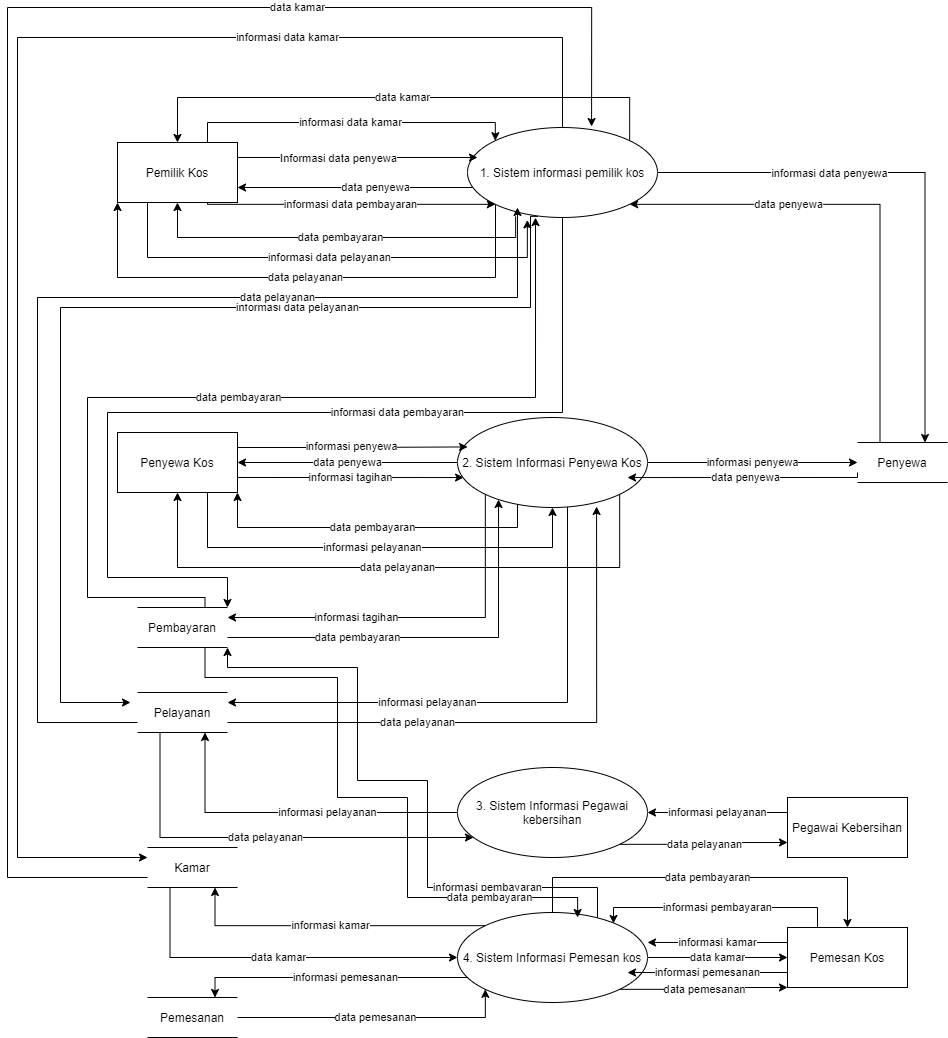 data kamar
informasi data kamar
data kamar
informasi data kamar
Informasi data penyewa
Pemilik Kos
1. Sistem informasi pemilik kos
informasi data penyewa
data penyewa
informasi data pembayaran
data penyewa
data pembayaran
informasi data pelayanan
data pelayanan
data pelayanan
informasi data pelayanan
data pembayaran
informasi data pembayaran
informasi penyewa
Penyewa Kos
data penyewa
2. Sistem Informasi Penyewa Kos
informasi penyewa
Penyewa
informasi tagihan
data penyewa
data pembayaran
informasi pelayanan
data pelayanan
informasi tagihan
Pembayaran
data pembayaran
informasi pelayanan
Pelayanan
data pelayanan
3. Sistem Informasi Pegawai
kebersihan
informasi pelayanan
informasi pelayanan
Pegawai Kebersihan
data pelayanan
data pelayanan
Kamar
data pembayaran
informasi pembayaran
data pembayaran
informasi pembayaran
informasi kamar
informasi kamar
data kamar
4. Sistem Informasi Pemesan kos
data kamar
Pemesan Kos
informasi pemesanan
informasi pemesanan
data pemesanan
Pemesanan
data pemesanan